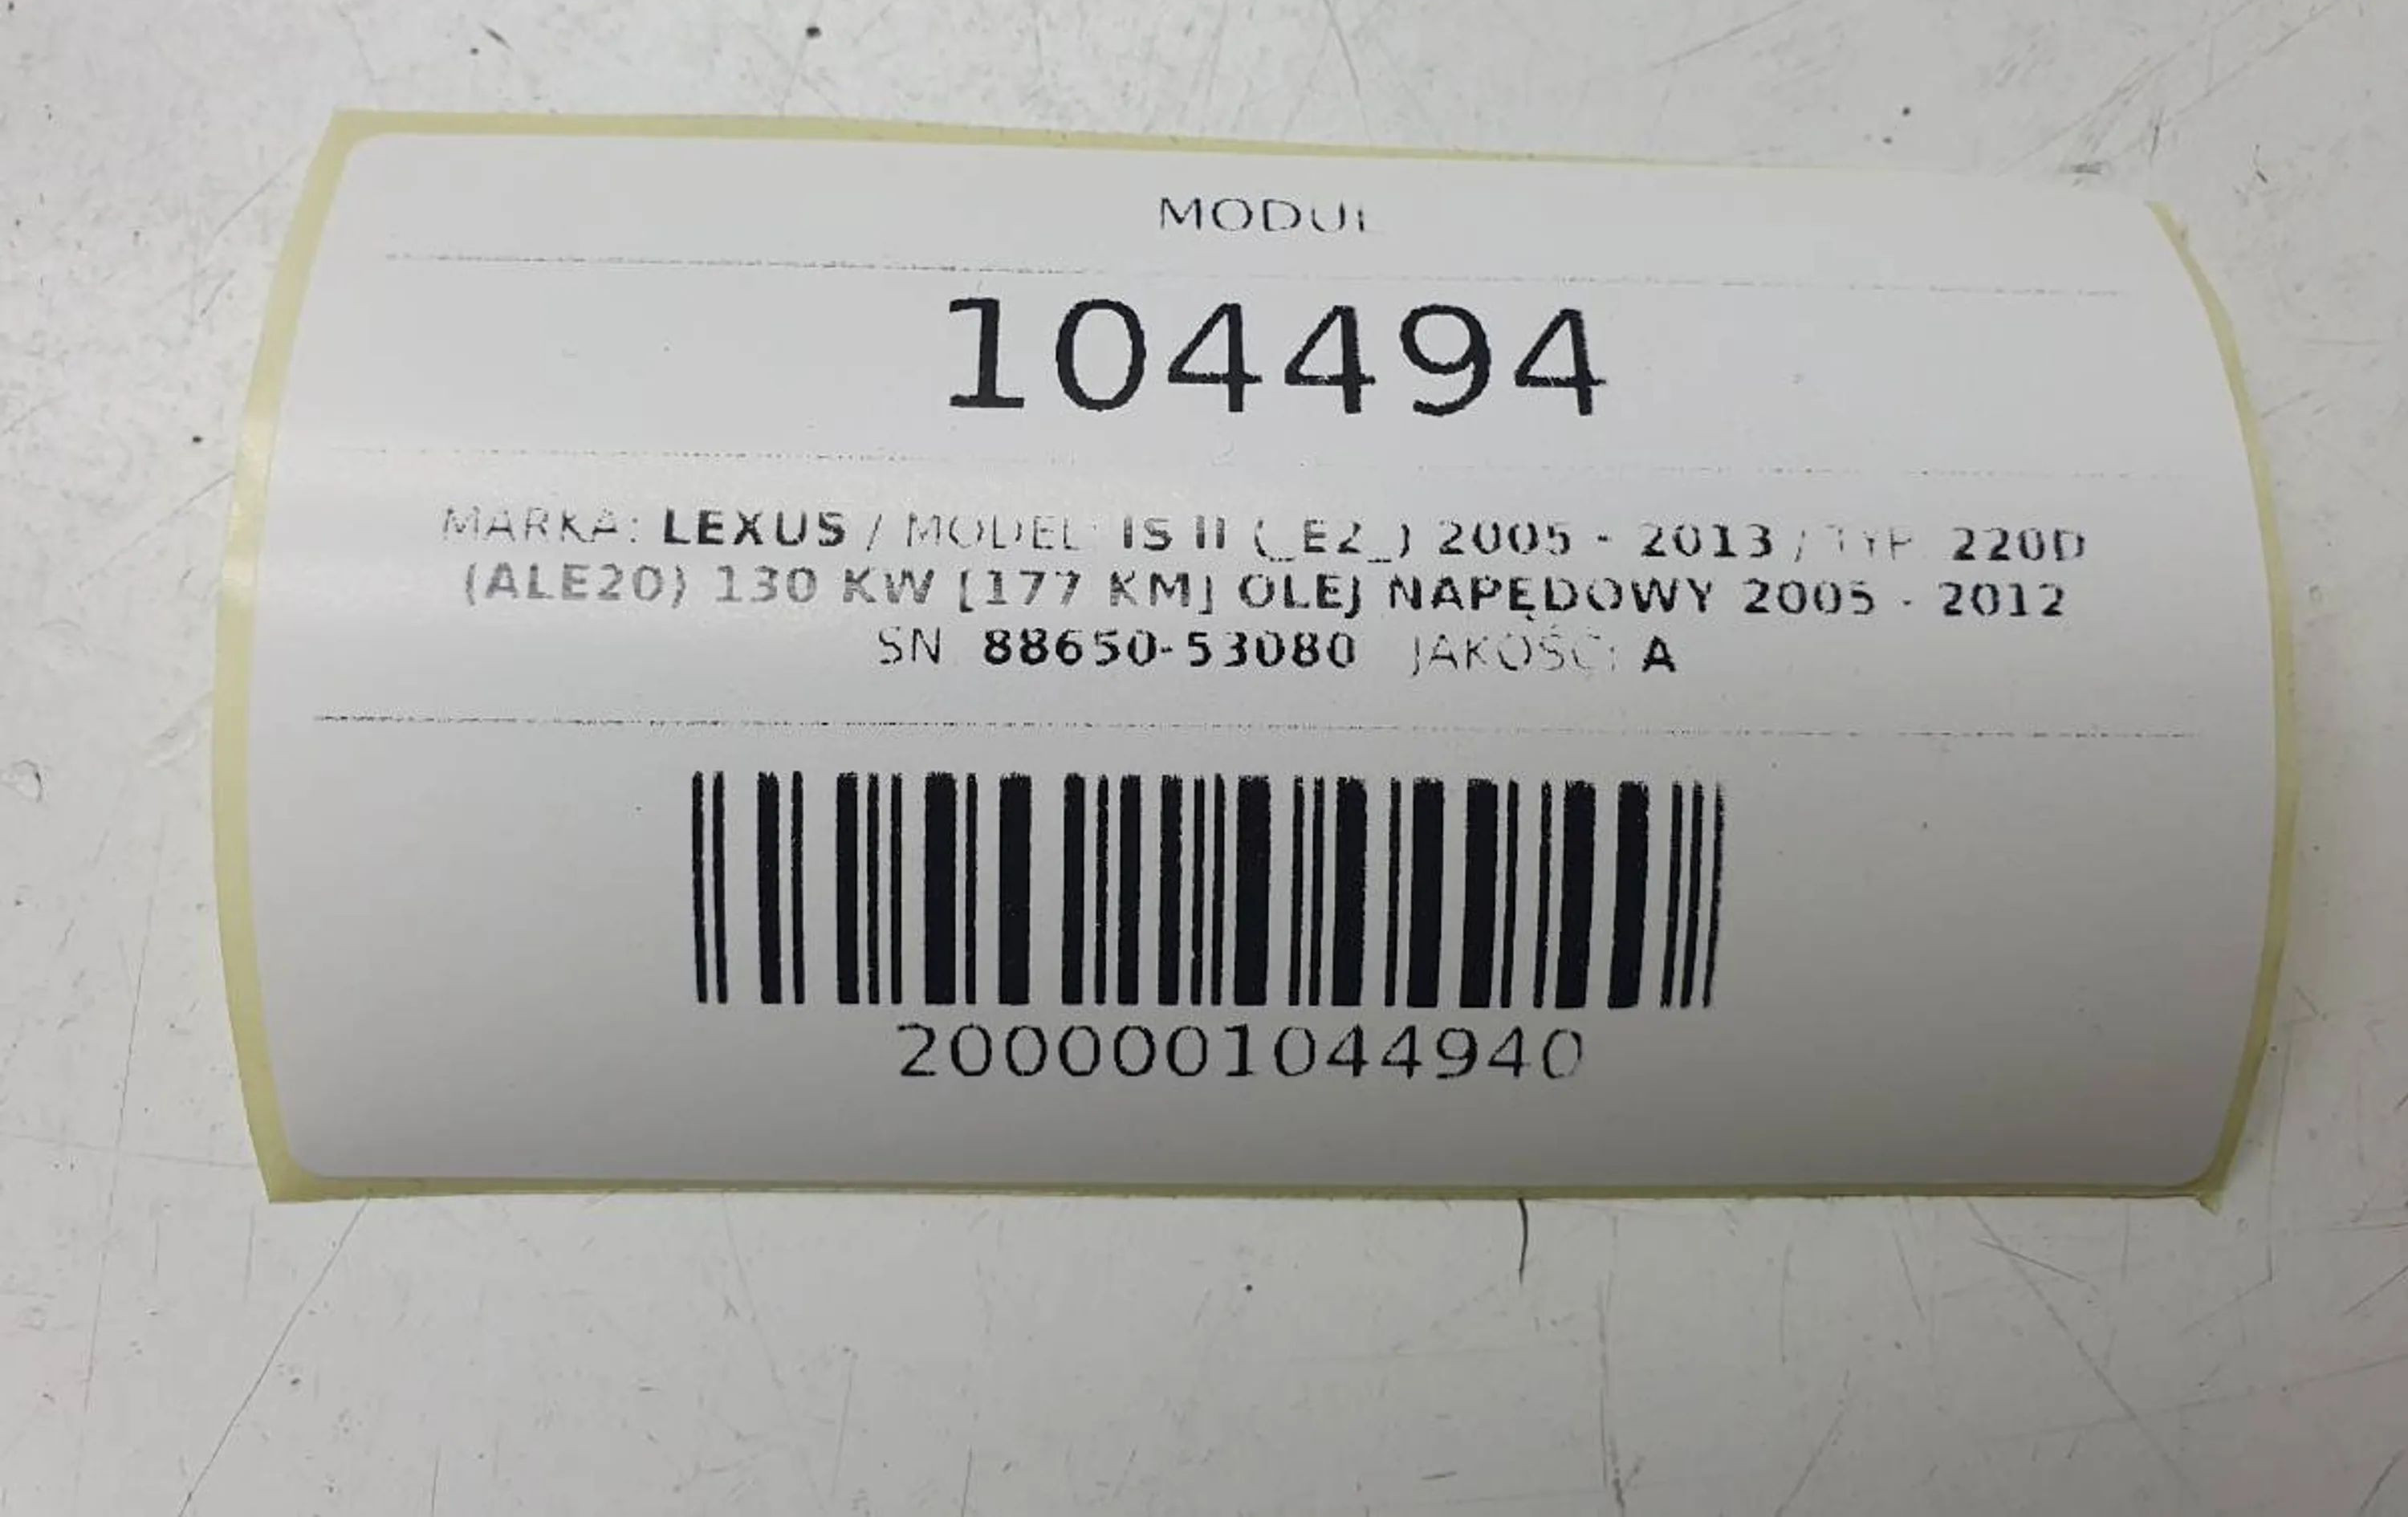 MODUŁ
104494
MARKA: LEXUS / MODEL: IS II (_E2_) 2005 - 2013 / TYP: 220D
(ALE20) 130 KW [177 KM] OLEJ NAPĘDOWY 2005 - 2012
SN: 88650-53080 JAKOŚĆ: A
2000001044940